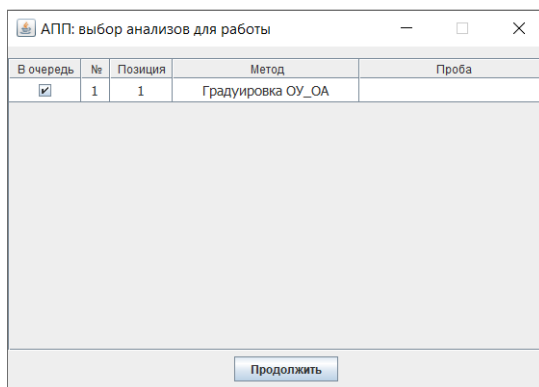 АПП: выбор анализов для работы
В очередь № Позиция Метод Проба
1 1 Градуировка ОУ_ОА
Продолжить